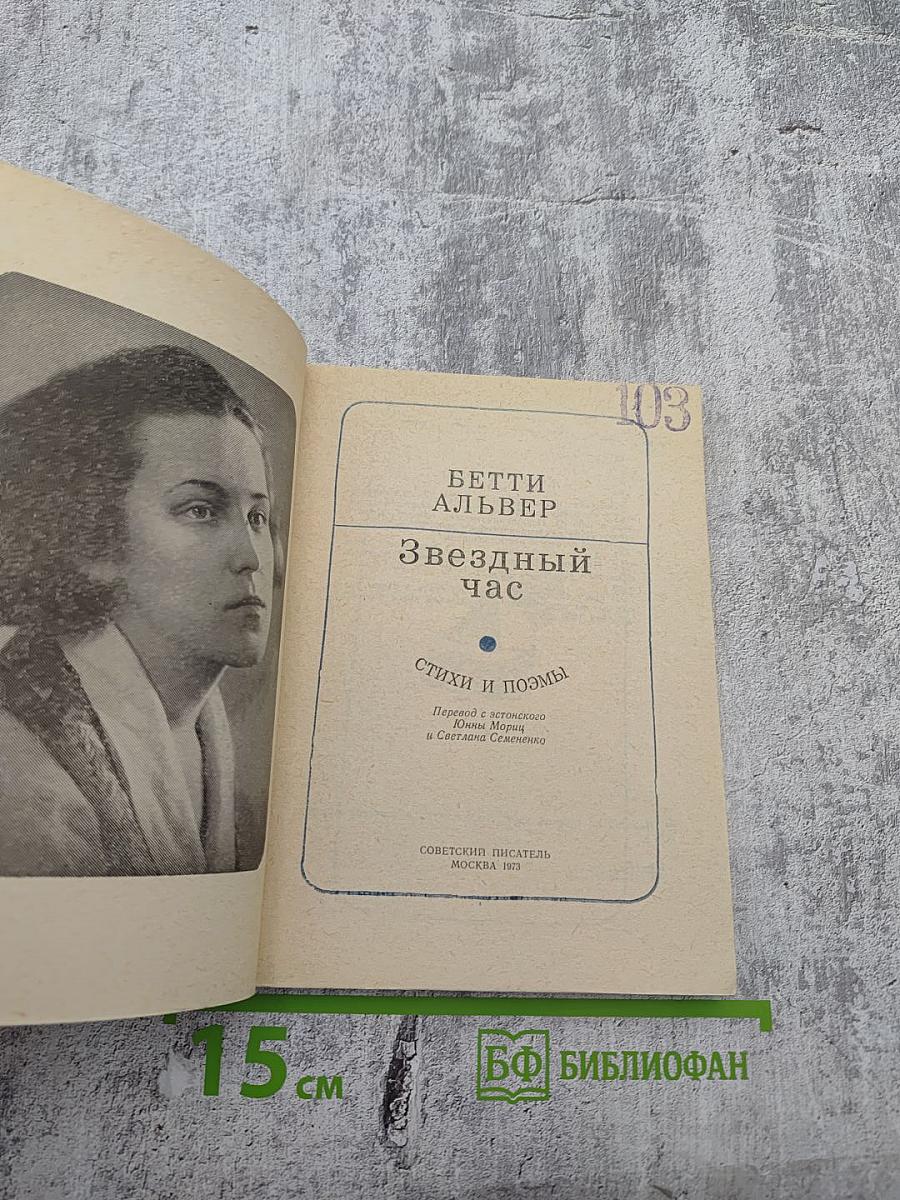 103
БЕТТИ
АЛЬВЕР
Звездный
час
СТИХИ И ПОЭМЫ
Перевод с эстонского
Юнны Мориц
и Светлана Семененко
СОВЕТСКИЙ ПИСАТЕЛЬ
МОСКВА 1973
15 см
БФ БИБЛИОФАН